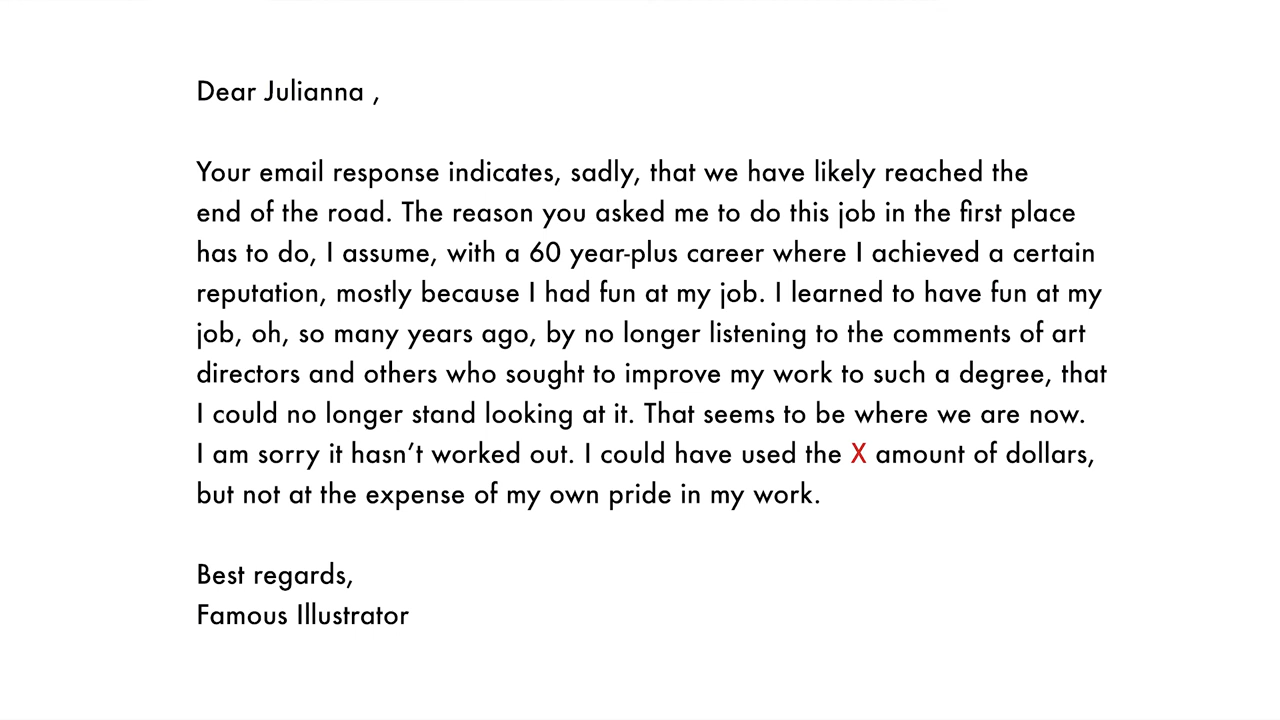 Dear Julianna ,
Your email response indicates, sadly, that we have likely reached the
end of the road. The reason you asked me to do this job in the first place
has to do, I assume, with a 60 year-plus career where I achieved a certain
reputation, mostly because I had fun at my job. I learned to have fun at my
job, oh, so many years ago, by no longer listening to the comments of art
directors and others who sought to improve my work to such a degree, that
I could no longer stand looking at it. That seems to be where we are now.
I am sorry it hasn’t worked out. I could have used the X amount of dollars,
but not at the expense of my own pride in my work.
Best regards,
Famous Illustrator